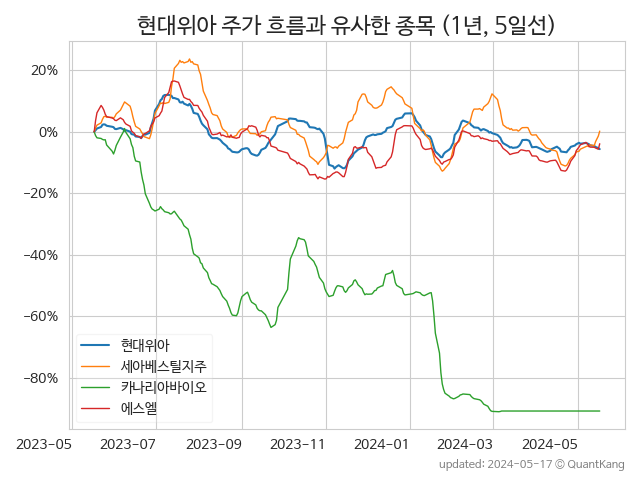 현대위아 주가 흐름과 유사한 종목 (1년, 5일선)
20%
0%
−20%
−40%
−60%
−80%
현대위아
세아베스틸지주
카나리아바이오
에스엘
2023−05 2023−07 2023−09 2023−11 2024−01 2024−03 2024−05
updated: 2024−05−17 © QuantKang